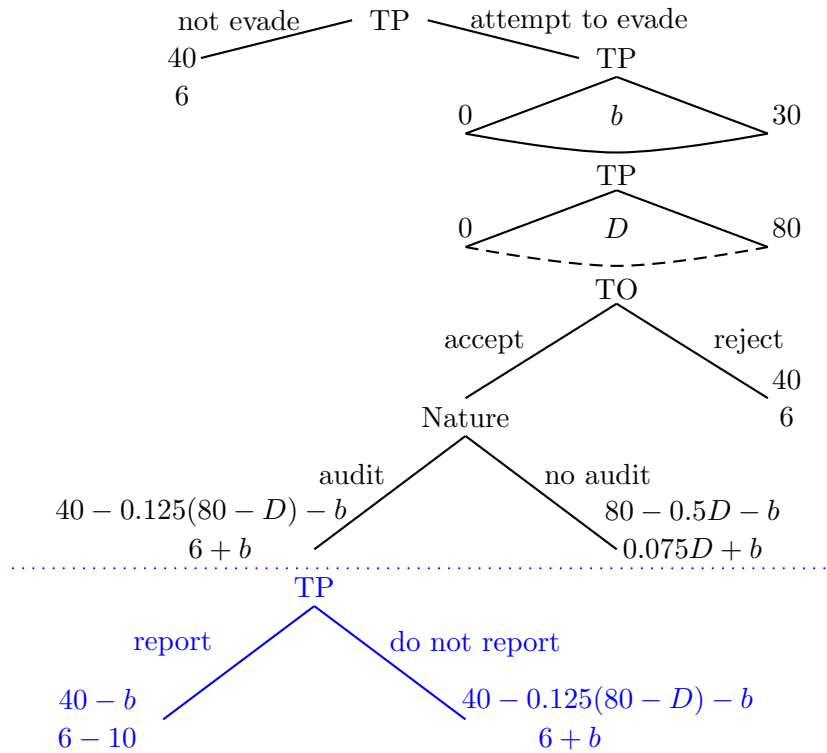 not evade TP attempt to evade
40 TP
6
0 b 30
TP
0 D 80
TO
accept reject
40
Nature 6
audit no audit
40 − 0.125(80 − D) − b 80 − 0.5D − b
6 + b 0.075D + b
TP
report do not report
40 − b 40 − 0.125(80 − D) − b
6 − 10 6 + b